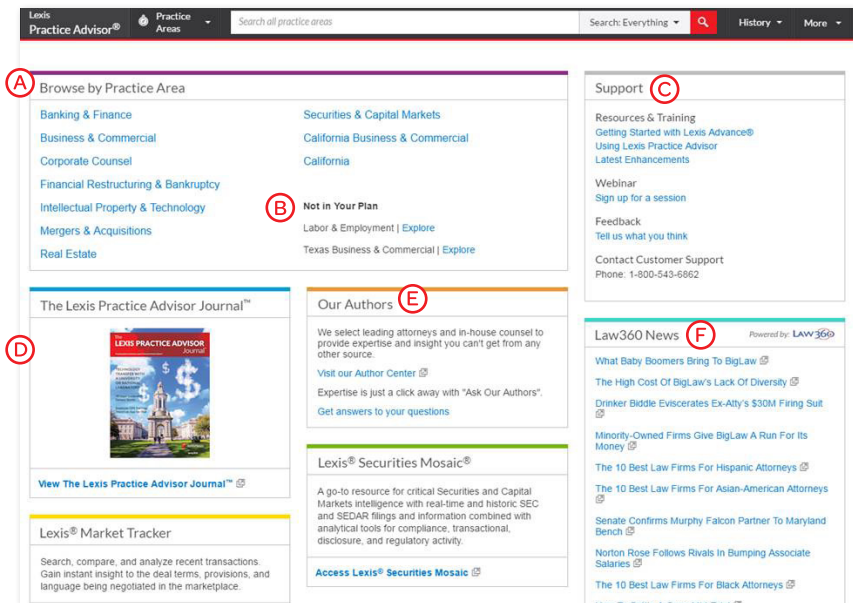 Lexis
Practice Advisor®
Practice
Areas
Search all practice areas
Search: Everything
History
More
A
Browse by Practice Area
Banking & Finance
Business & Commercial
Corporate Counsel
Financial Restructuring & Bankruptcy
Intellectual Property & Technology
Mergers & Acquisitions
Real Estate
Securities & Capital Markets
California Business & Commercial
California
B
Not in Your Plan
Labor & Employment | Explore
Texas Business & Commercial | Explore
Support
C
Resources & Training
Getting Started with Lexis Advance®
Using Lexis Practice Advisor
Latest Enhancements
Webinar
Sign up for a session
Feedback
Tell us what you think
Contact Customer Support
Phone: 1-800-543-6862
The Lexis Practice Advisor Journal™
D
The
LEXIS PRACTICE ADVISOR
Journal
View The Lexis Practice Advisor Journal™
Lexis® Market Tracker
Search, compare, and analyze recent transactions.
Gain instant insight to the deal terms, provisions, and
language being negotiated in the marketplace.
Our Authors
E
We select leading attorneys and in-house counsel to
provide expertise and insight you can't get from any
other source.
Visit our Author Center
Expertise is just a click away with "Ask Our Authors".
Get answers to your questions
Lexis® Securities Mosaic®
A go-to resource for critical Securities and Capital
Markets intelligence with real-time and historic SEC
and SEDAR filings and information combined with
analytical tools for compliance, transactional,
disclosure, and regulatory activity.
Access Lexis® Securities Mosaic
Law360 News
F
Powered by: LAW360
What Baby Boomers Bring To BigLaw
The High Cost Of BigLaw's Lack Of Diversity
Drinker Biddle Eviscerates Ex-Atty's $30M Firing Suit
Minority-Owned Firms Give BigLaw A Run For Its
Money
The 10 Best Law Firms For Hispanic Attorneys
The 10 Best Law Firms For Asian-American Attorneys
Senate Confirms Murphy Falcon Partner To Maryland
Bench
Norton Rose Follows Rivals In Bumping Associate
Salaries
The 10 Best Law Firms For Black Attorneys